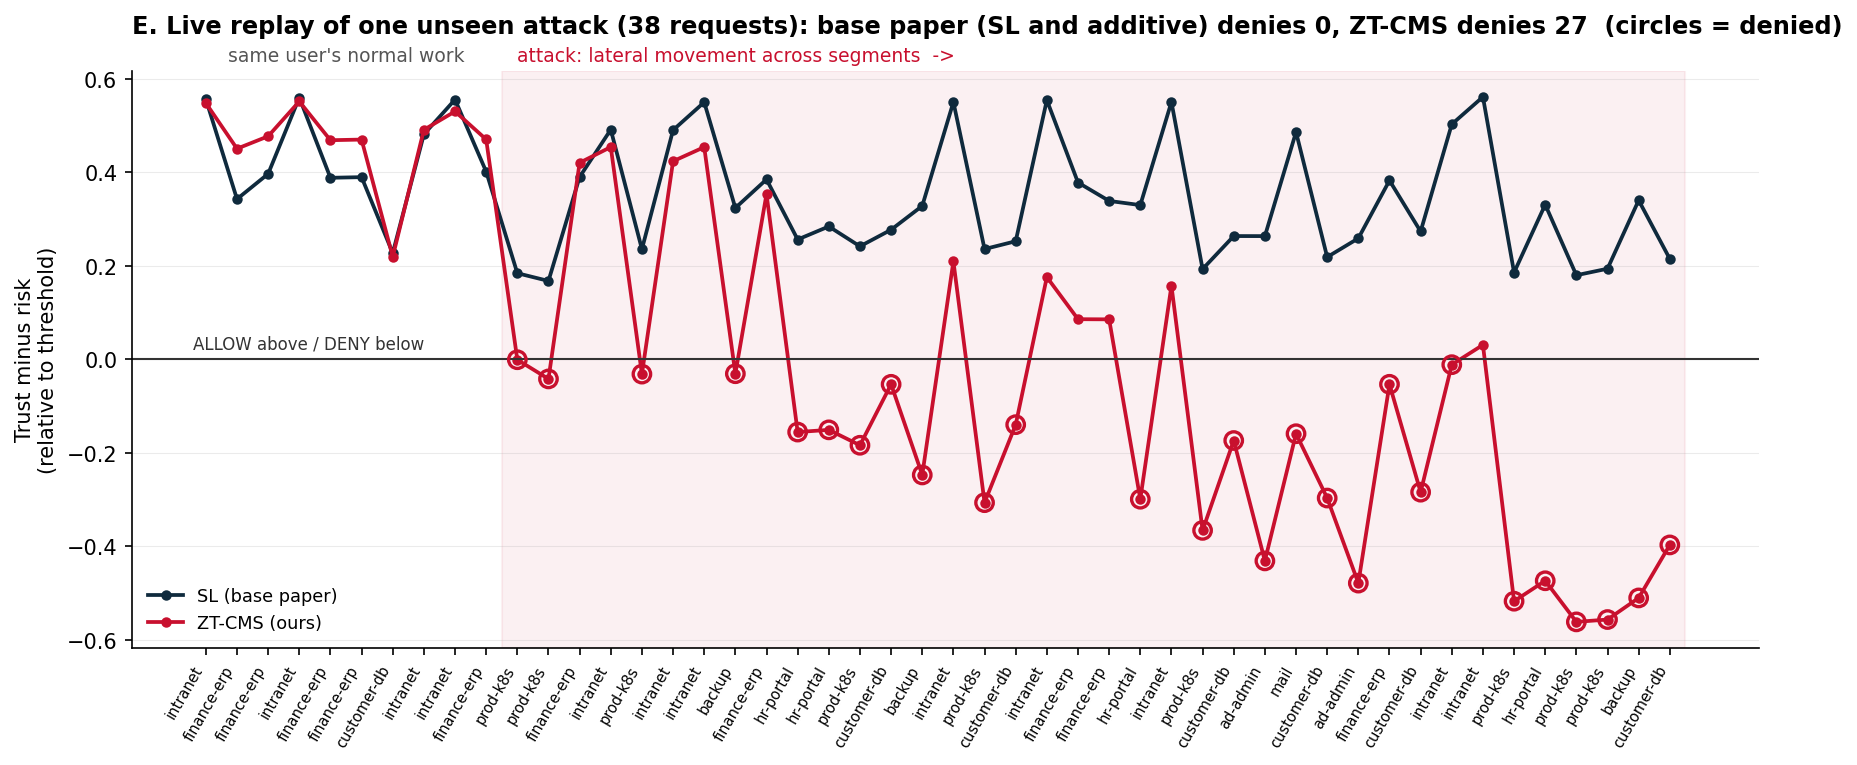 E. Live replay of one unseen attack (38 requests): base paper (SL and additive) denies 0, ZT-CMS denies 27  (circles = denied)
same user's normal work
attack: lateral movement across segments  ->
0.6
0.4
0.2
0.0
−0.2
−0.4
−0.6
Trust minus risk
(relative to threshold)
ALLOW above / DENY below
SL (base paper)
ZT-CMS (ours)
intranet
finance-erp
finance-erp
intranet
finance-erp
finance-erp
customer-db
intranet
intranet
finance-erp
prod-k8s
prod-k8s
finance-erp
intranet
prod-k8s
intranet
intranet
backup
finance-erp
hr-portal
hr-portal
prod-k8s
customer-db
backup
intranet
prod-k8s
customer-db
intranet
finance-erp
finance-erp
hr-portal
intranet
prod-k8s
customer-db
ad-admin
mail
customer-db
ad-admin
finance-erp
customer-db
intranet
intranet
prod-k8s
hr-portal
prod-k8s
prod-k8s
backup
customer-db